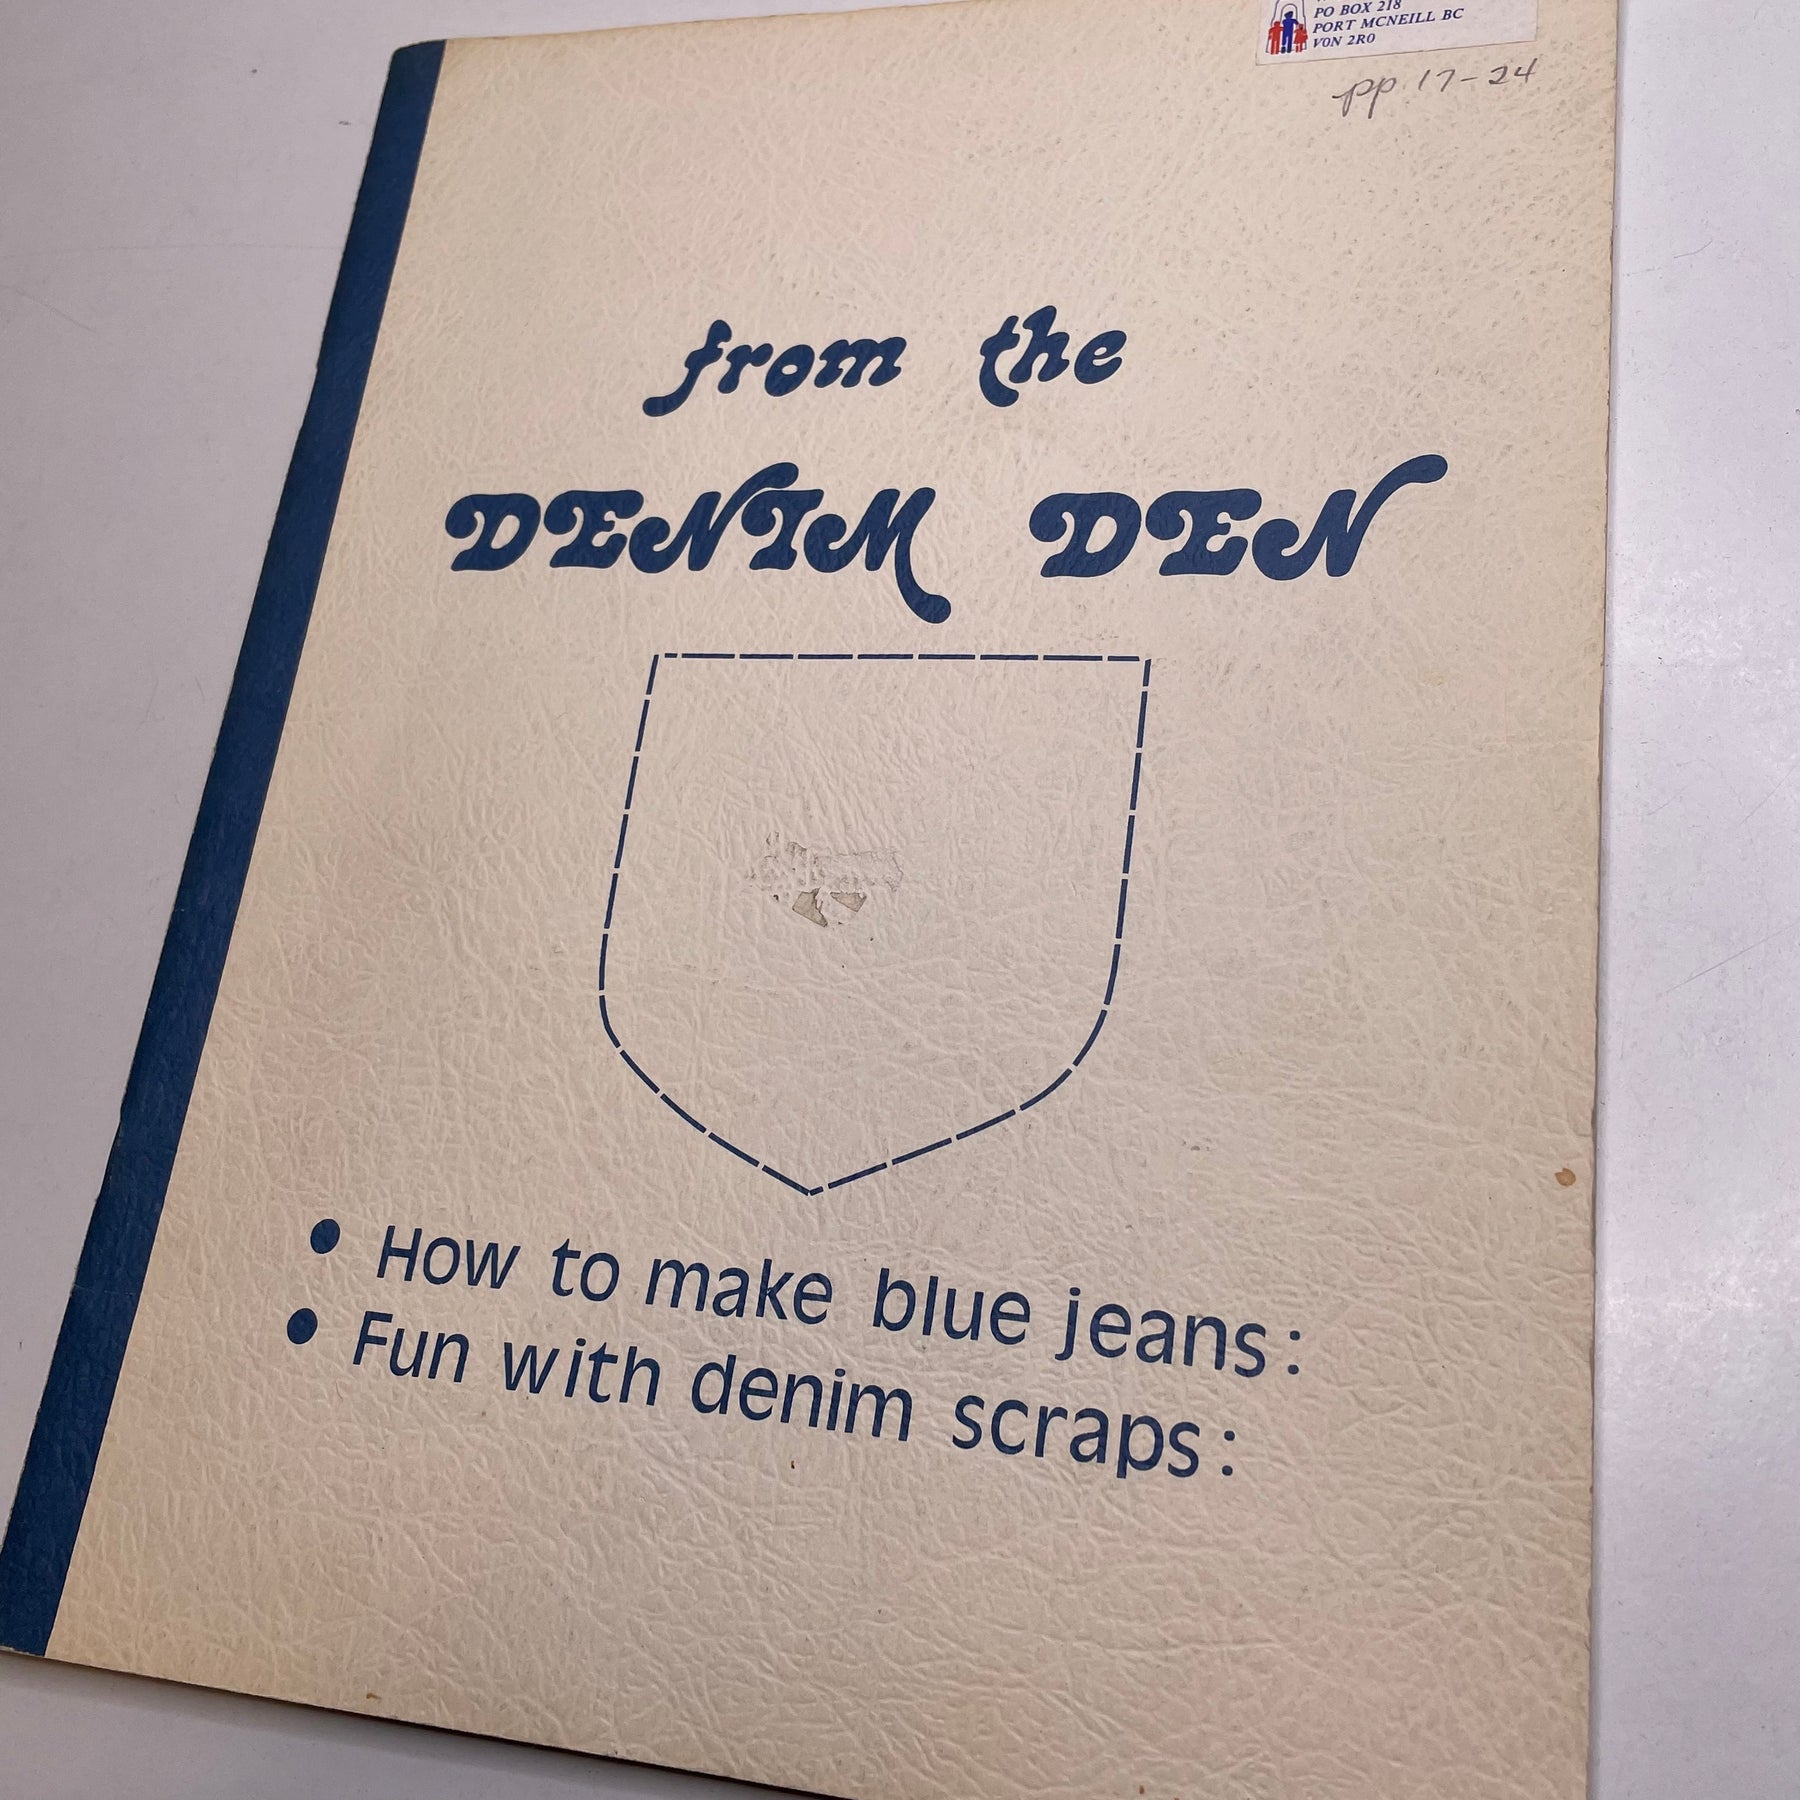 PO BOX 218
PORT MCNEILL BC
V0N 2R0
pp. 17-24
from the
DENIM DEN
• How to make blue jeans:
• Fun with denim scraps: